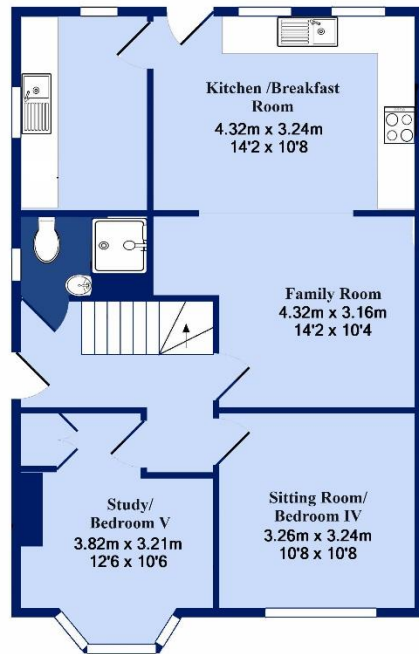 Kitchen /Breakfast
Room
4.32m x 3.24m
14'2 x 10'8
Family Room
4.32m x 3.16m
14'2 x 10'4
Study/
Bedroom V
3.82m x 3.21m
12'6 x 10'6
Sitting Room/
Bedroom IV
3.26m x 3.24m
10'8 x 10'8